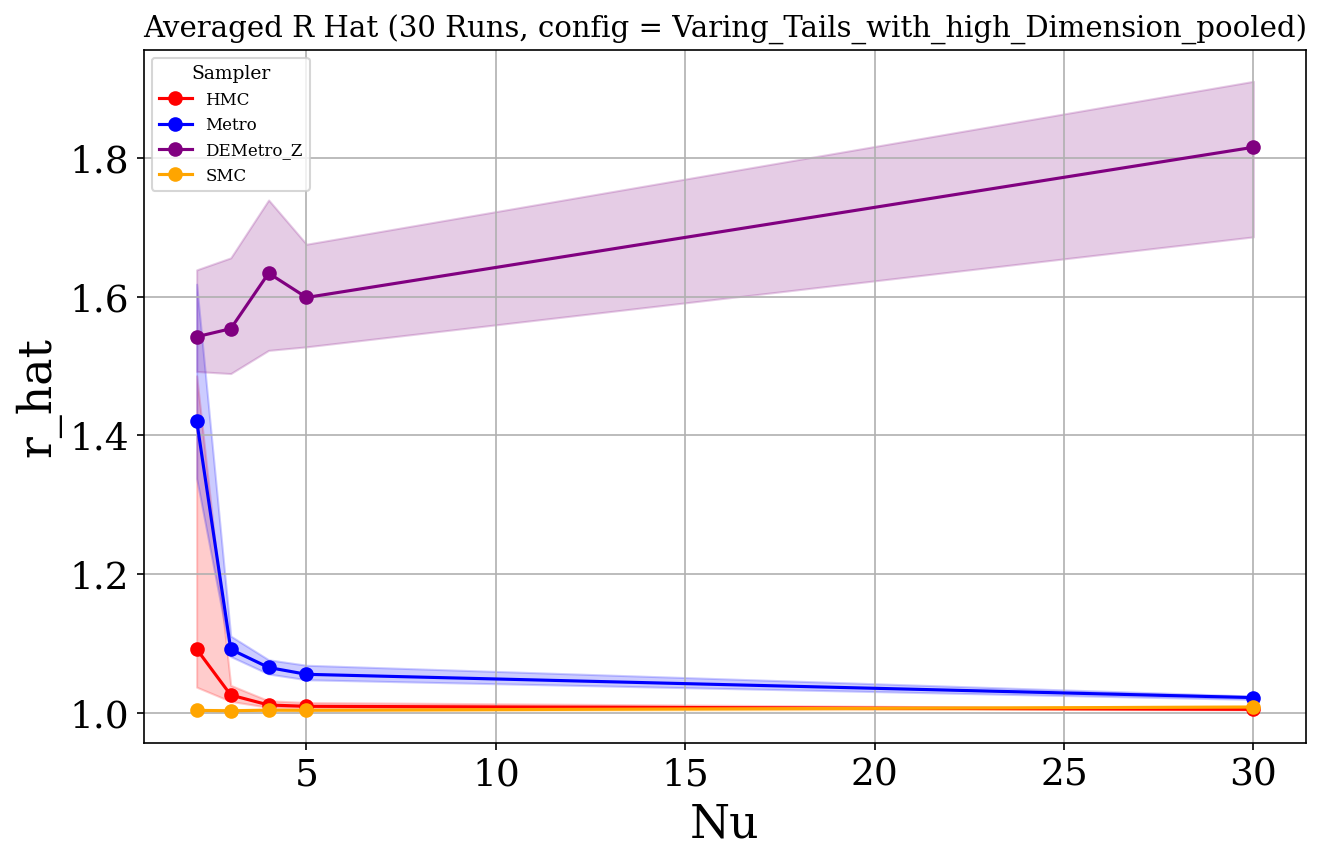 Averaged R Hat (30 Runs, config = Varing_Tails_with_high_Dimension_pooled)
Sampler
HMC
Metro
DEMetro_Z
SMC
r_hat
1.8
1.6
1.4
1.2
1.0
5 10 15 20 25 30
Nu